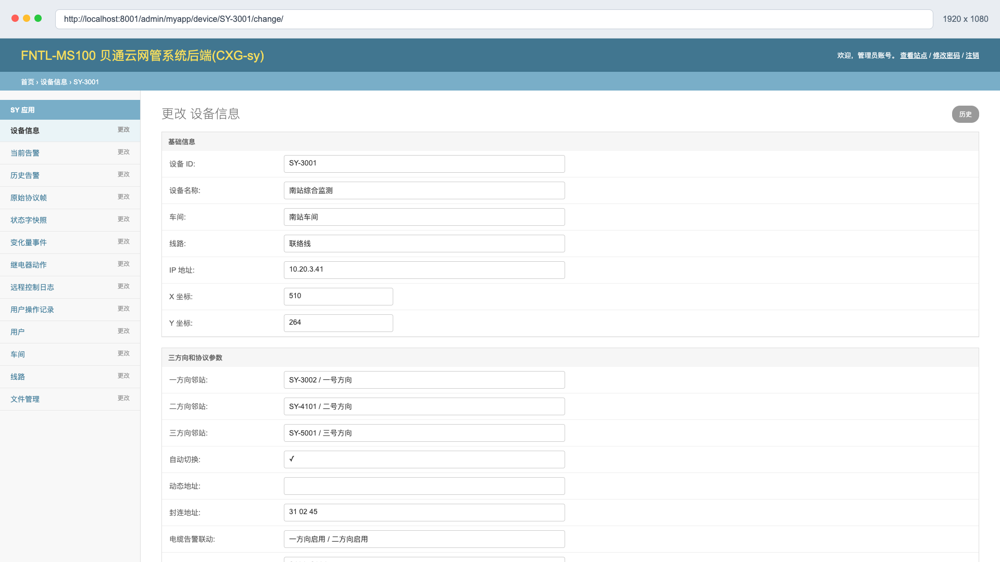 http://localhost:8001/admin/myapp/device/SY-3001/change/
1920 x 1080
FNTL-MS100 贝通云网管系统后端(CXG-sy)
欢迎，管理员账号。 查看站点 / 修改密码 / 注销
首页 › 设备信息 › SY-3001
SY 应用
设备信息 更改
当前告警 更改
历史告警 更改
原始协议帧 更改
状态字快照 更改
变化量事件 更改
继电器动作 更改
远程控制日志 更改
用户操作记录 更改
用户 更改
车间 更改
线路 更改
文件管理 更改
更改 设备信息
历史
基础信息
设备 ID: SY-3001
设备名称: 南站综合监测
车间: 南站车间
线路: 联络线
IP 地址: 10.20.3.41
X 坐标: 510
Y 坐标: 264
三方向和协议参数
一方向邻站: SY-3002 / 一号方向
二方向邻站: SY-4101 / 二号方向
三方向邻站: SY-5001 / 三号方向
自动切换: ✓
动态地址:
封连地址: 31 02 45
电缆告警联动: 一方向启用 / 二方向启用